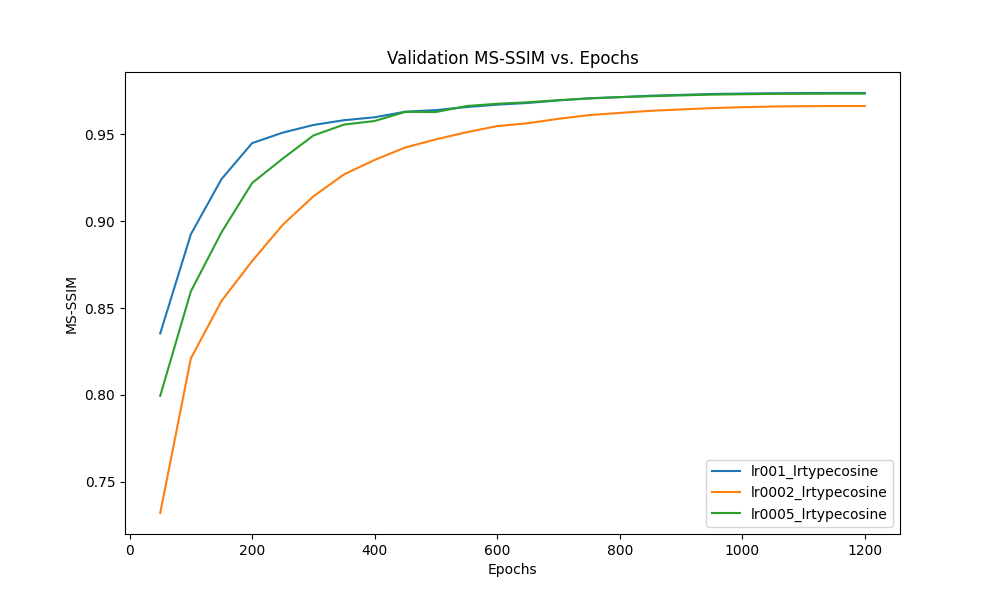 Validation MS-SSIM vs. Epochs
MS-SSIM
0.95
0.90
0.85
0.80
0.75
lr001_lrtypecosine
lr0002_lrtypecosine
lr0005_lrtypecosine
0 200 400 600 800 1000 1200
Epochs